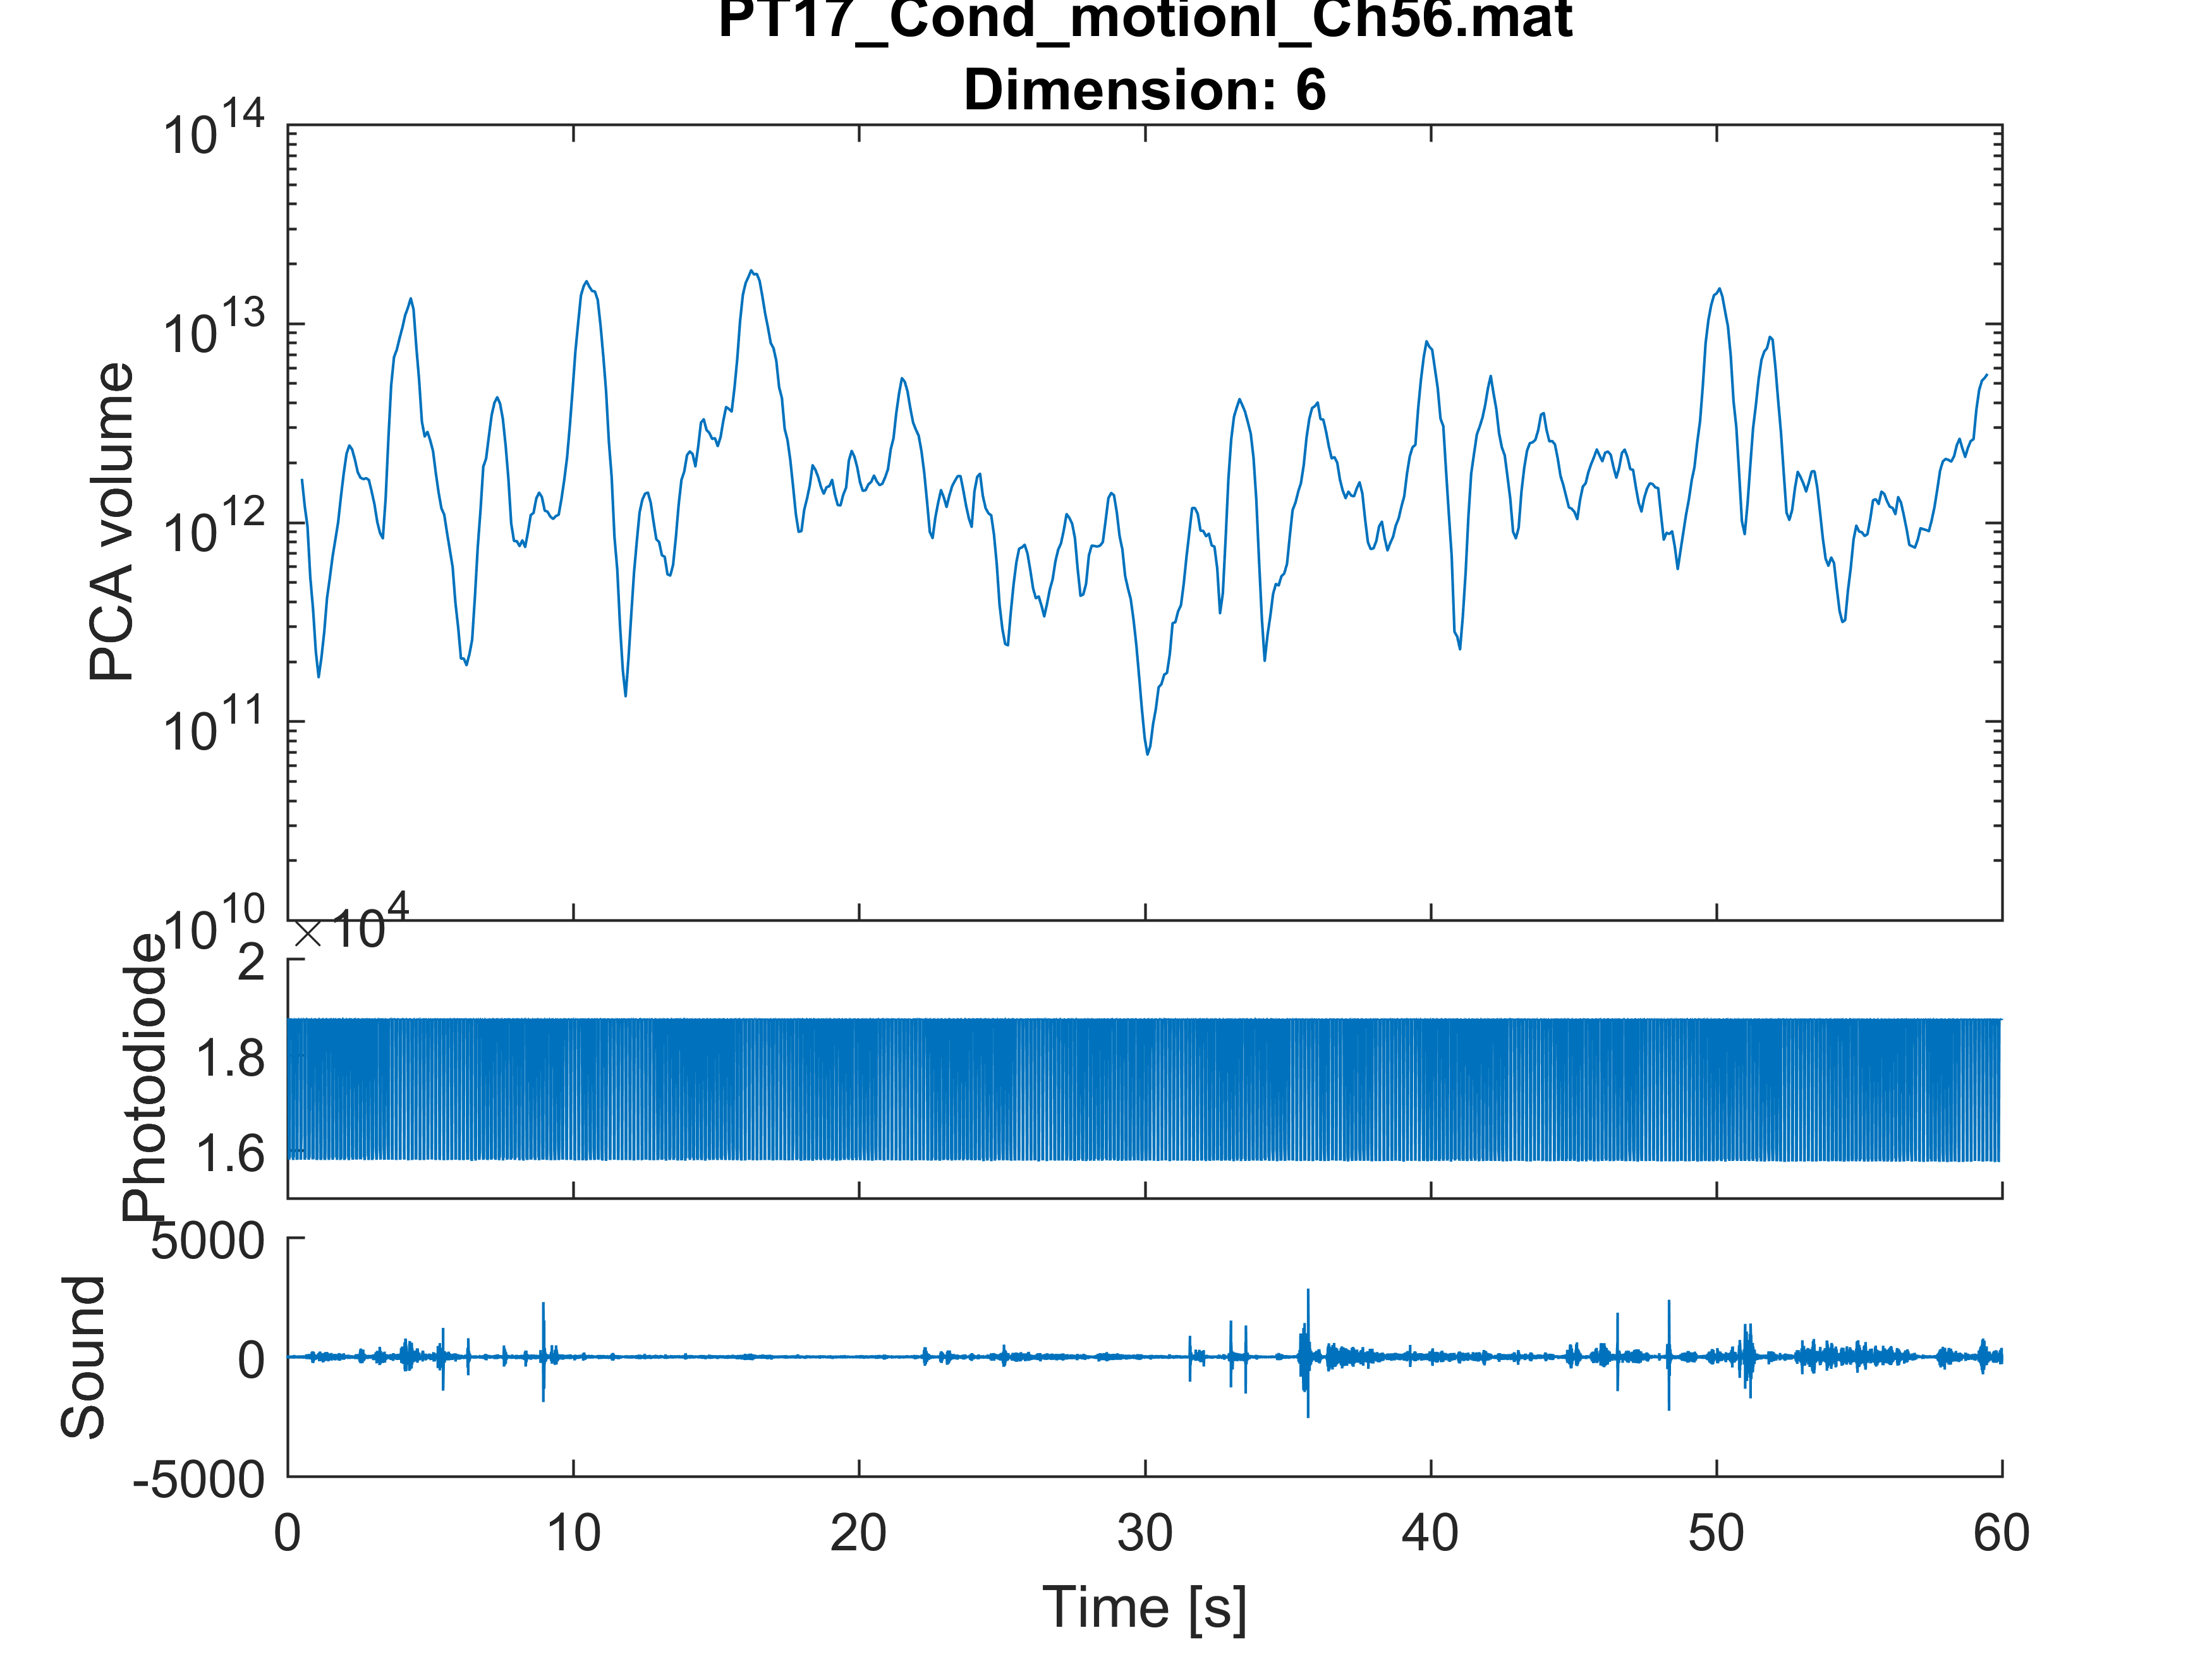 PT17_Cond_motionI_Ch56.mat
Dimension: 6
10^14
10^13
10^12
10^11
10^10
PCA volume
× 10^4
2
1.8
1.6
Photodiode
5000
0
-5000
Sound
0 10 20 30 40 50 60
Time [s]